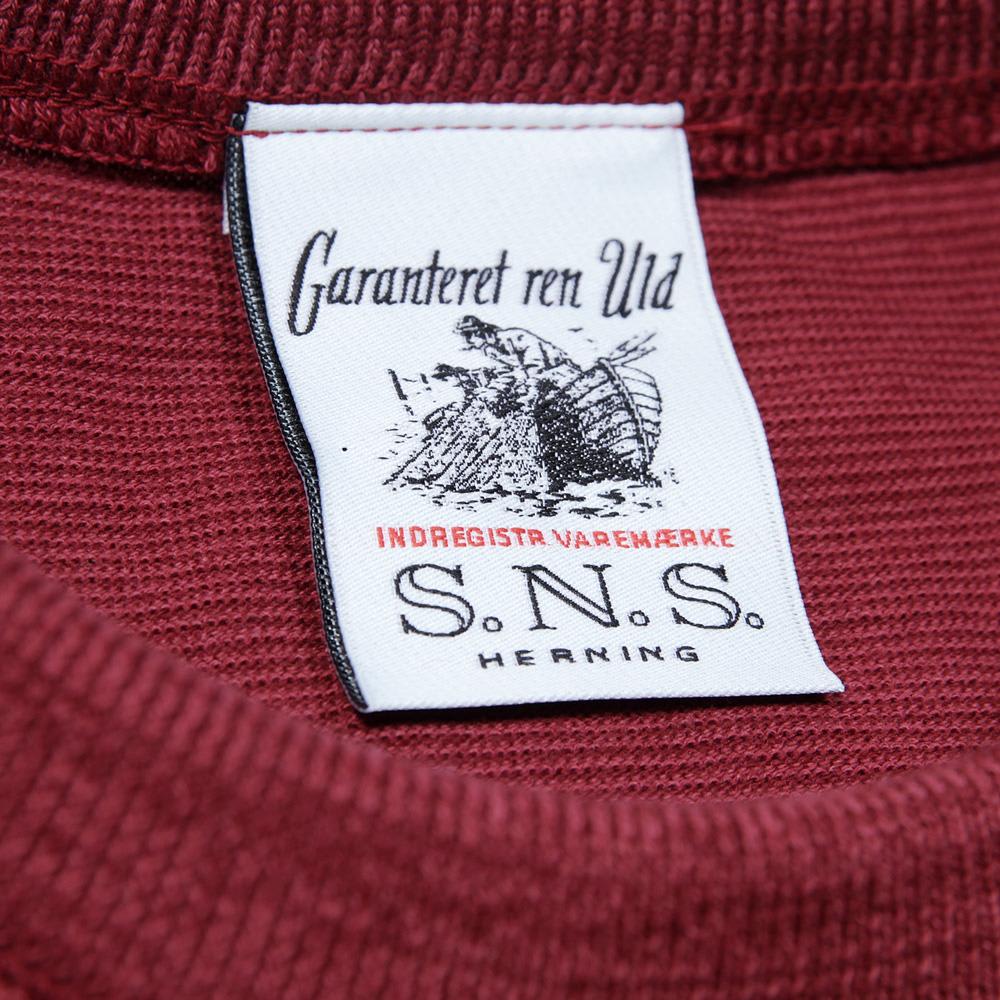 Garanteret ren Uld
INDREGISTR. VAREMÆRKE
S.N.S.
HERNING